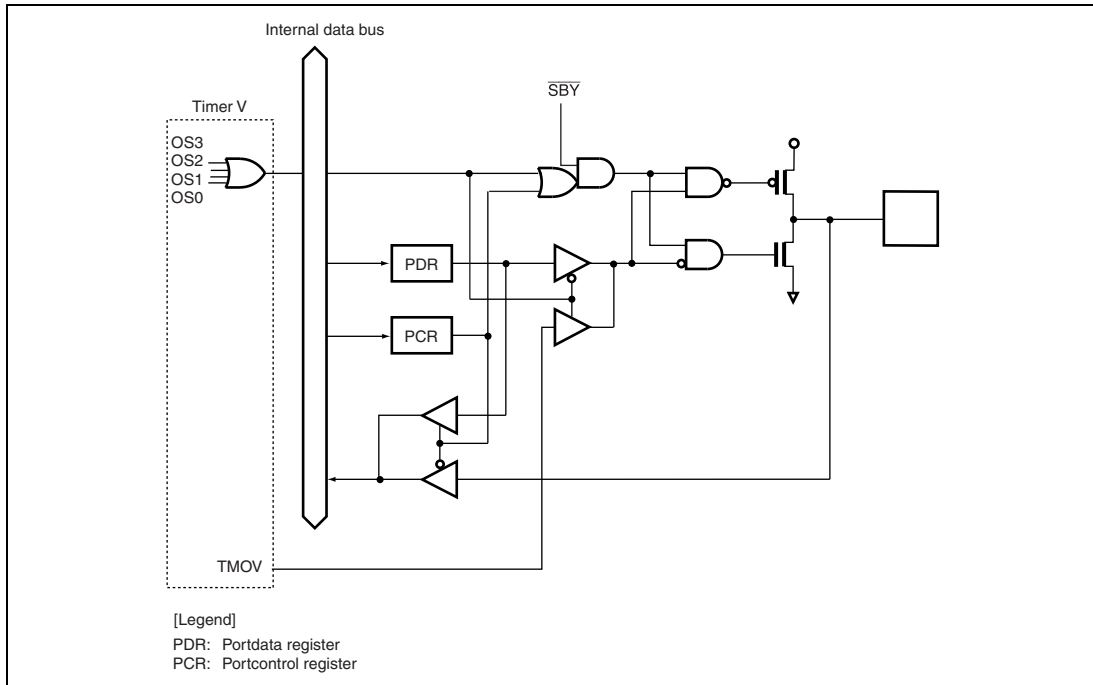 Internal data bus
SBY
Timer V
OS3
OS2
OS1
OS0
PDR
PCR
TMOV
[Legend]
PDR: Portdata register
PCR: Portcontrol register